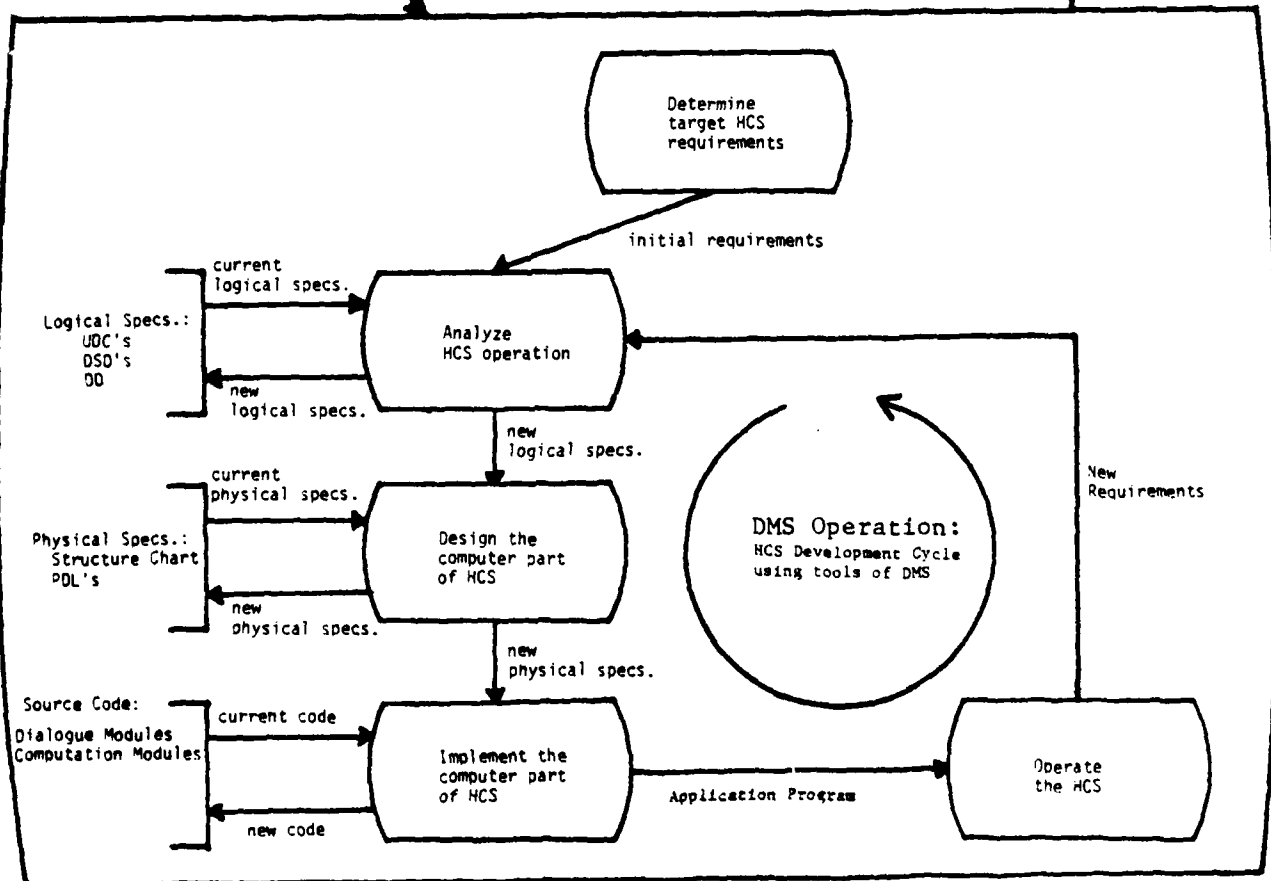 Determine
target HCS
requirements
initial requirements
current
logical specs.
Logical Specs.:
UDC's
DSD's
DD
Analyze
HCS operation
new
logical specs.
new
logical specs.
current
physical specs.
Physical Specs.:
Structure Chart
PDL's
Design the
computer part
of HCS
new
physical specs.
DMS Operation:
HCS Development Cycle
using tools of DMS
New
Requirements
new
physical specs.
Source Code:
Dialogue Modules
Computation Modules
current code
Implement the
computer part
of HCS
new code
Application Program
Operate
the HCS